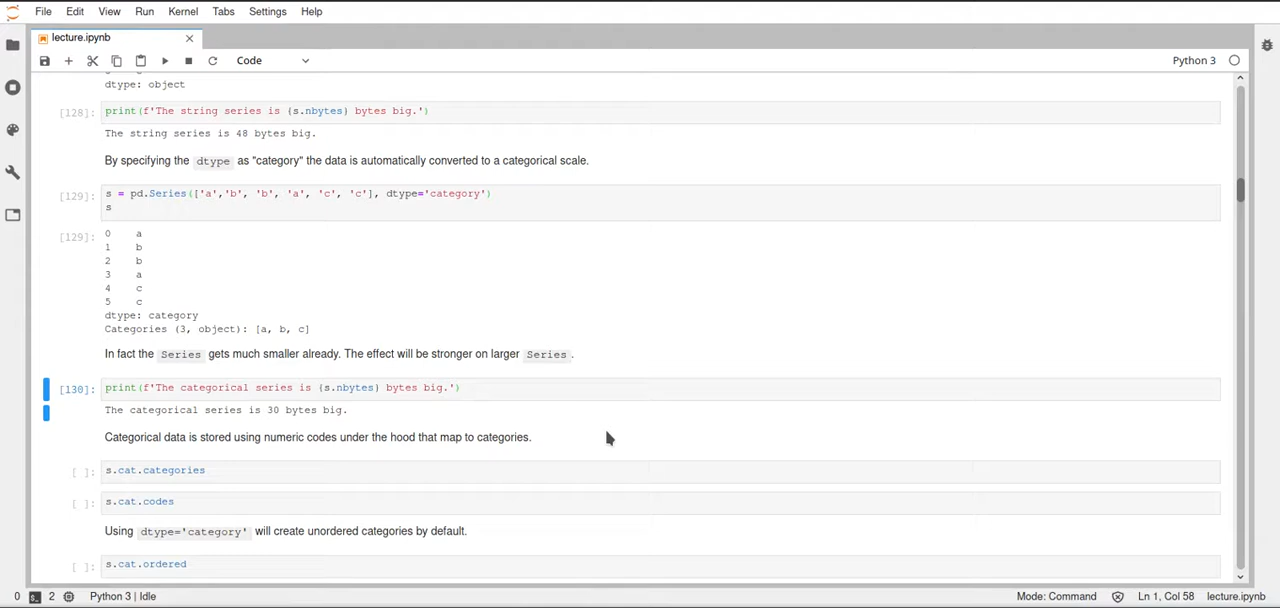 File Edit View Run Kernel Tabs Settings Help
lecture.ipynb
Code
Python 3
dtype: object
[128]: print(f'The string series is {s.nbytes} bytes big.')
The string series is 48 bytes big.
By specifying the dtype as "category" the data is automatically converted to a categorical scale.
[129]: s = pd.Series(['a','b', 'b', 'a', 'c', 'c'], dtype='category')
s
[129]: 0 a
1 b
2 b
3 a
4 c
5 c
dtype: category
Categories (3, object): [a, b, c]
In fact the Series gets much smaller already. The effect will be stronger on larger Series.
[130]: print(f'The categorical series is {s.nbytes} bytes big.')
The categorical series is 30 bytes big.
Categorical data is stored using numeric codes under the hood that map to categories.
[ ]: s.cat.categories
[ ]: s.cat.codes
Using dtype='category' will create unordered categories by default.
[ ]: s.cat.ordered
0 2 Python 3 | Idle Mode: Command Ln 1, Col 58 lecture.ipynb